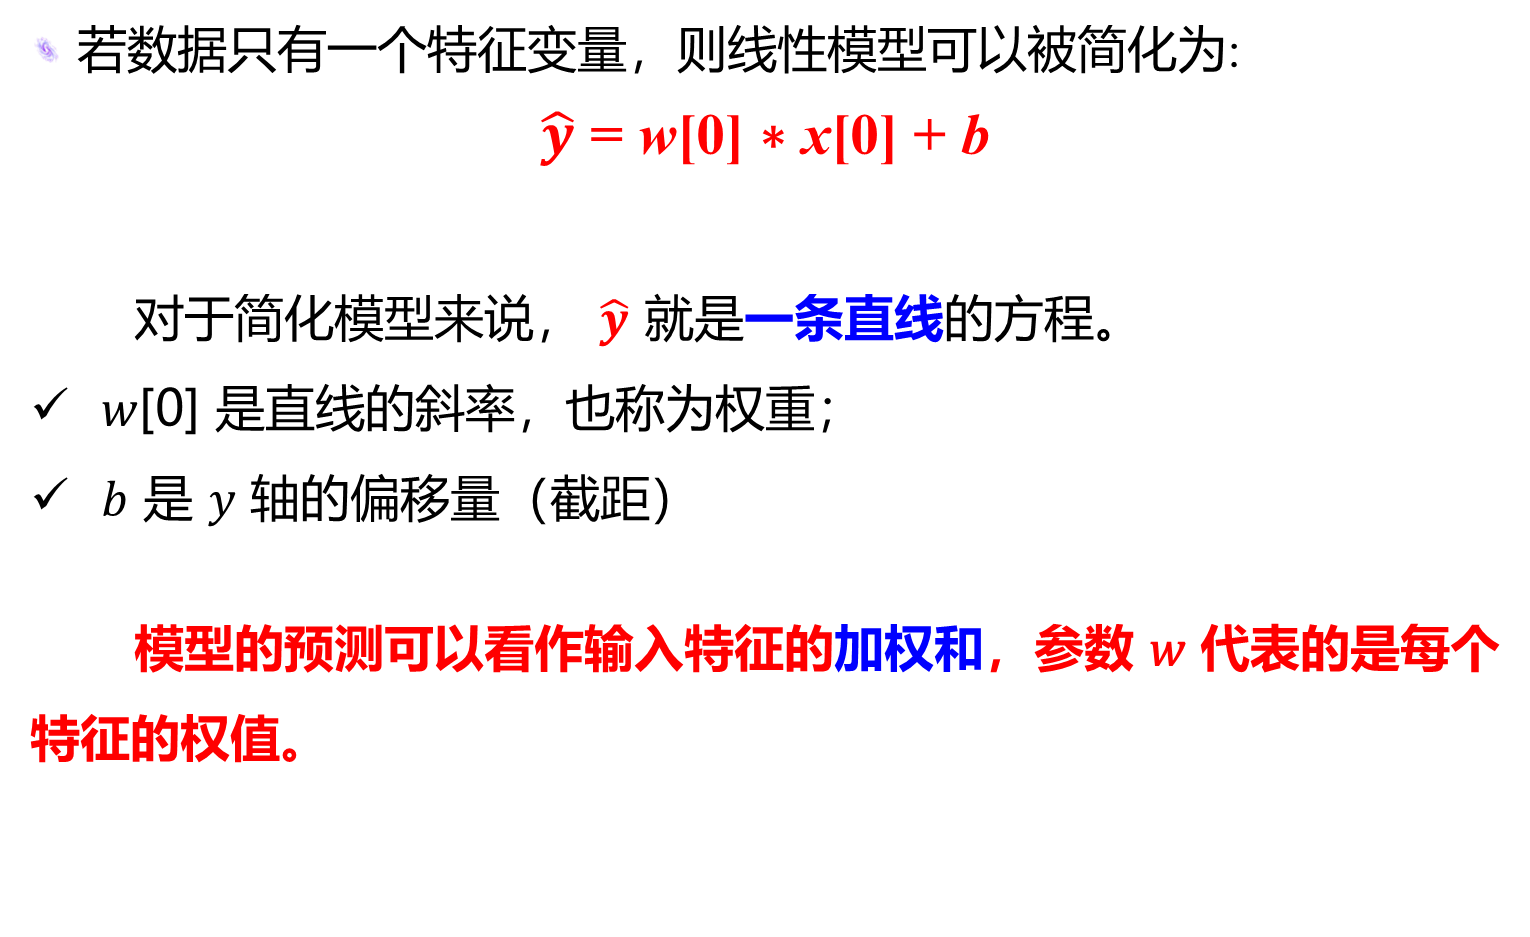 若数据只有一个特征变量，则线性模型可以被简化为:
ŷ = w[0] ∗ x[0] + b
对于简化模型来说， ŷ 就是一条直线的方程。
✓ w[0] 是直线的斜率，也称为权重；
✓ b 是 y 轴的偏移量（截距）
模型的预测可以看作输入特征的加权和，参数 w 代表的是每个
特征的权值。